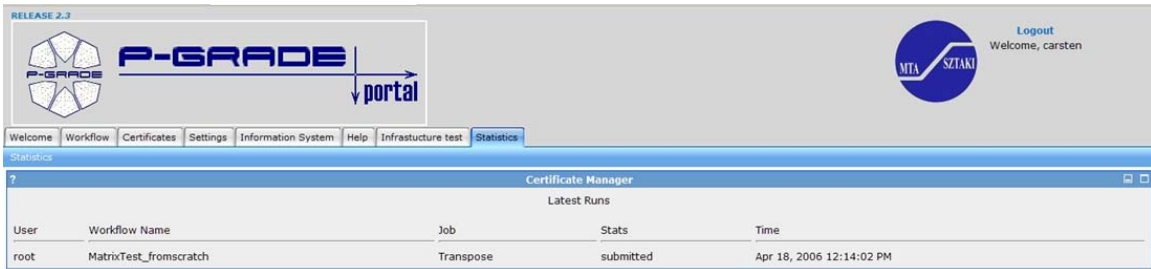 RELEASE 2.3
P-GRADE
P-GRADE
portal
MTA SZTAKI
Logout
Welcome, carsten
Welcome Workflow Certificates Settings Information System Help Infrastucture test Statistics
Statistics
? Certificate Manager
Latest Runs
User Workflow Name Job Stats Time
root MatrixTest_fromscratch Transpose submitted Apr 18, 2006 12:14:02 PM